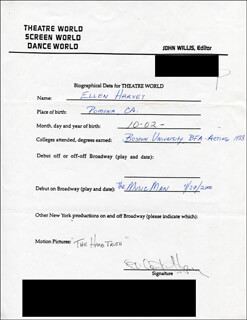 THEATRE WORLD
SCREEN WORLD
DANCE WORLD
JOHN WILLIS, Editor
Biographical Data for THEATRE WORLD
Name: ELLEN HARVEY
Place of birth: POMONA, CA.
Month, day and year of birth: 10-02-
Colleges attended, degrees earned: BOSTON UNIVERSITY, BFA-ACTING 1983
Debut off or off-off Broadway (play and date):
Debut on Broadway (play and date): THE MUSIC MAN 4/27/2000
Other New York productions on and off Broadway (please indicate which):
Motion Pictures: "THE HARD TRUTH"
Signature